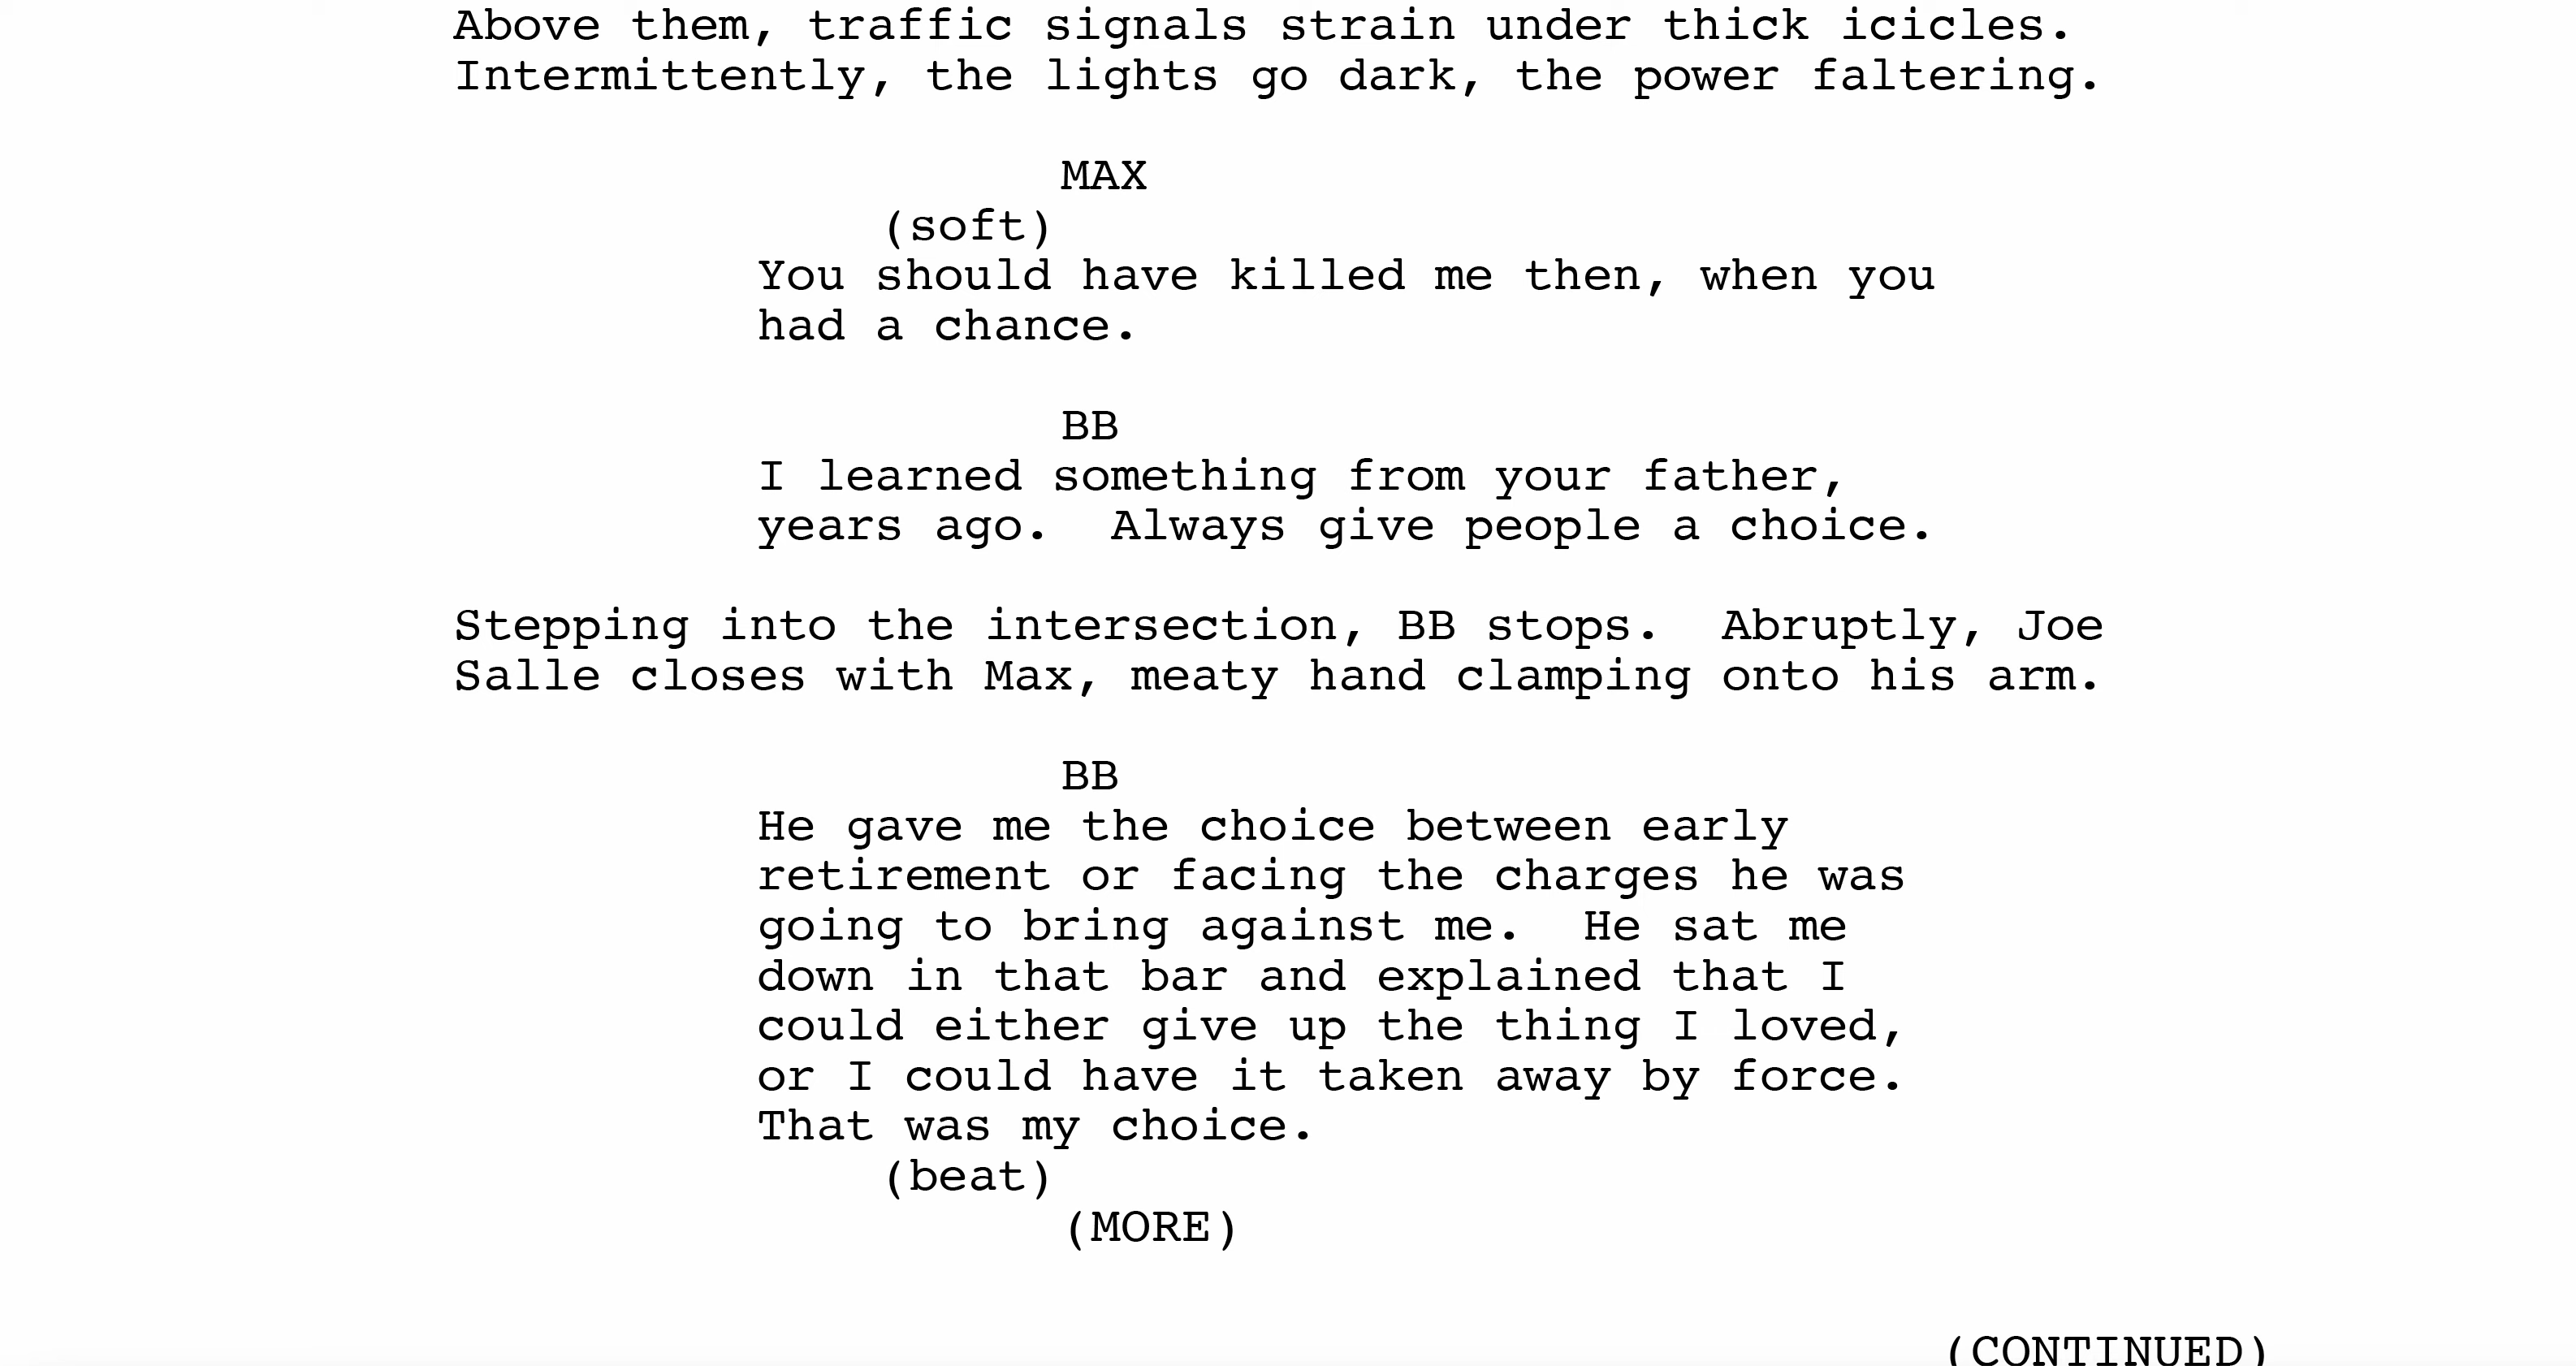 Above them, traffic signals strain under thick icicles.
Intermittently, the lights go dark, the power faltering.
MAX
(soft)
You should have killed me then, when you
had a chance.
BB
I learned something from your father,
years ago.  Always give people a choice.
Stepping into the intersection, BB stops.  Abruptly, Joe
Salle closes with Max, meaty hand clamping onto his arm.
BB
He gave me the choice between early
retirement or facing the charges he was
going to bring against me.  He sat me
down in that bar and explained that I
could either give up the thing I loved,
or I could have it taken away by force.
That was my choice.
(beat)
(MORE)
(CONTINUED)